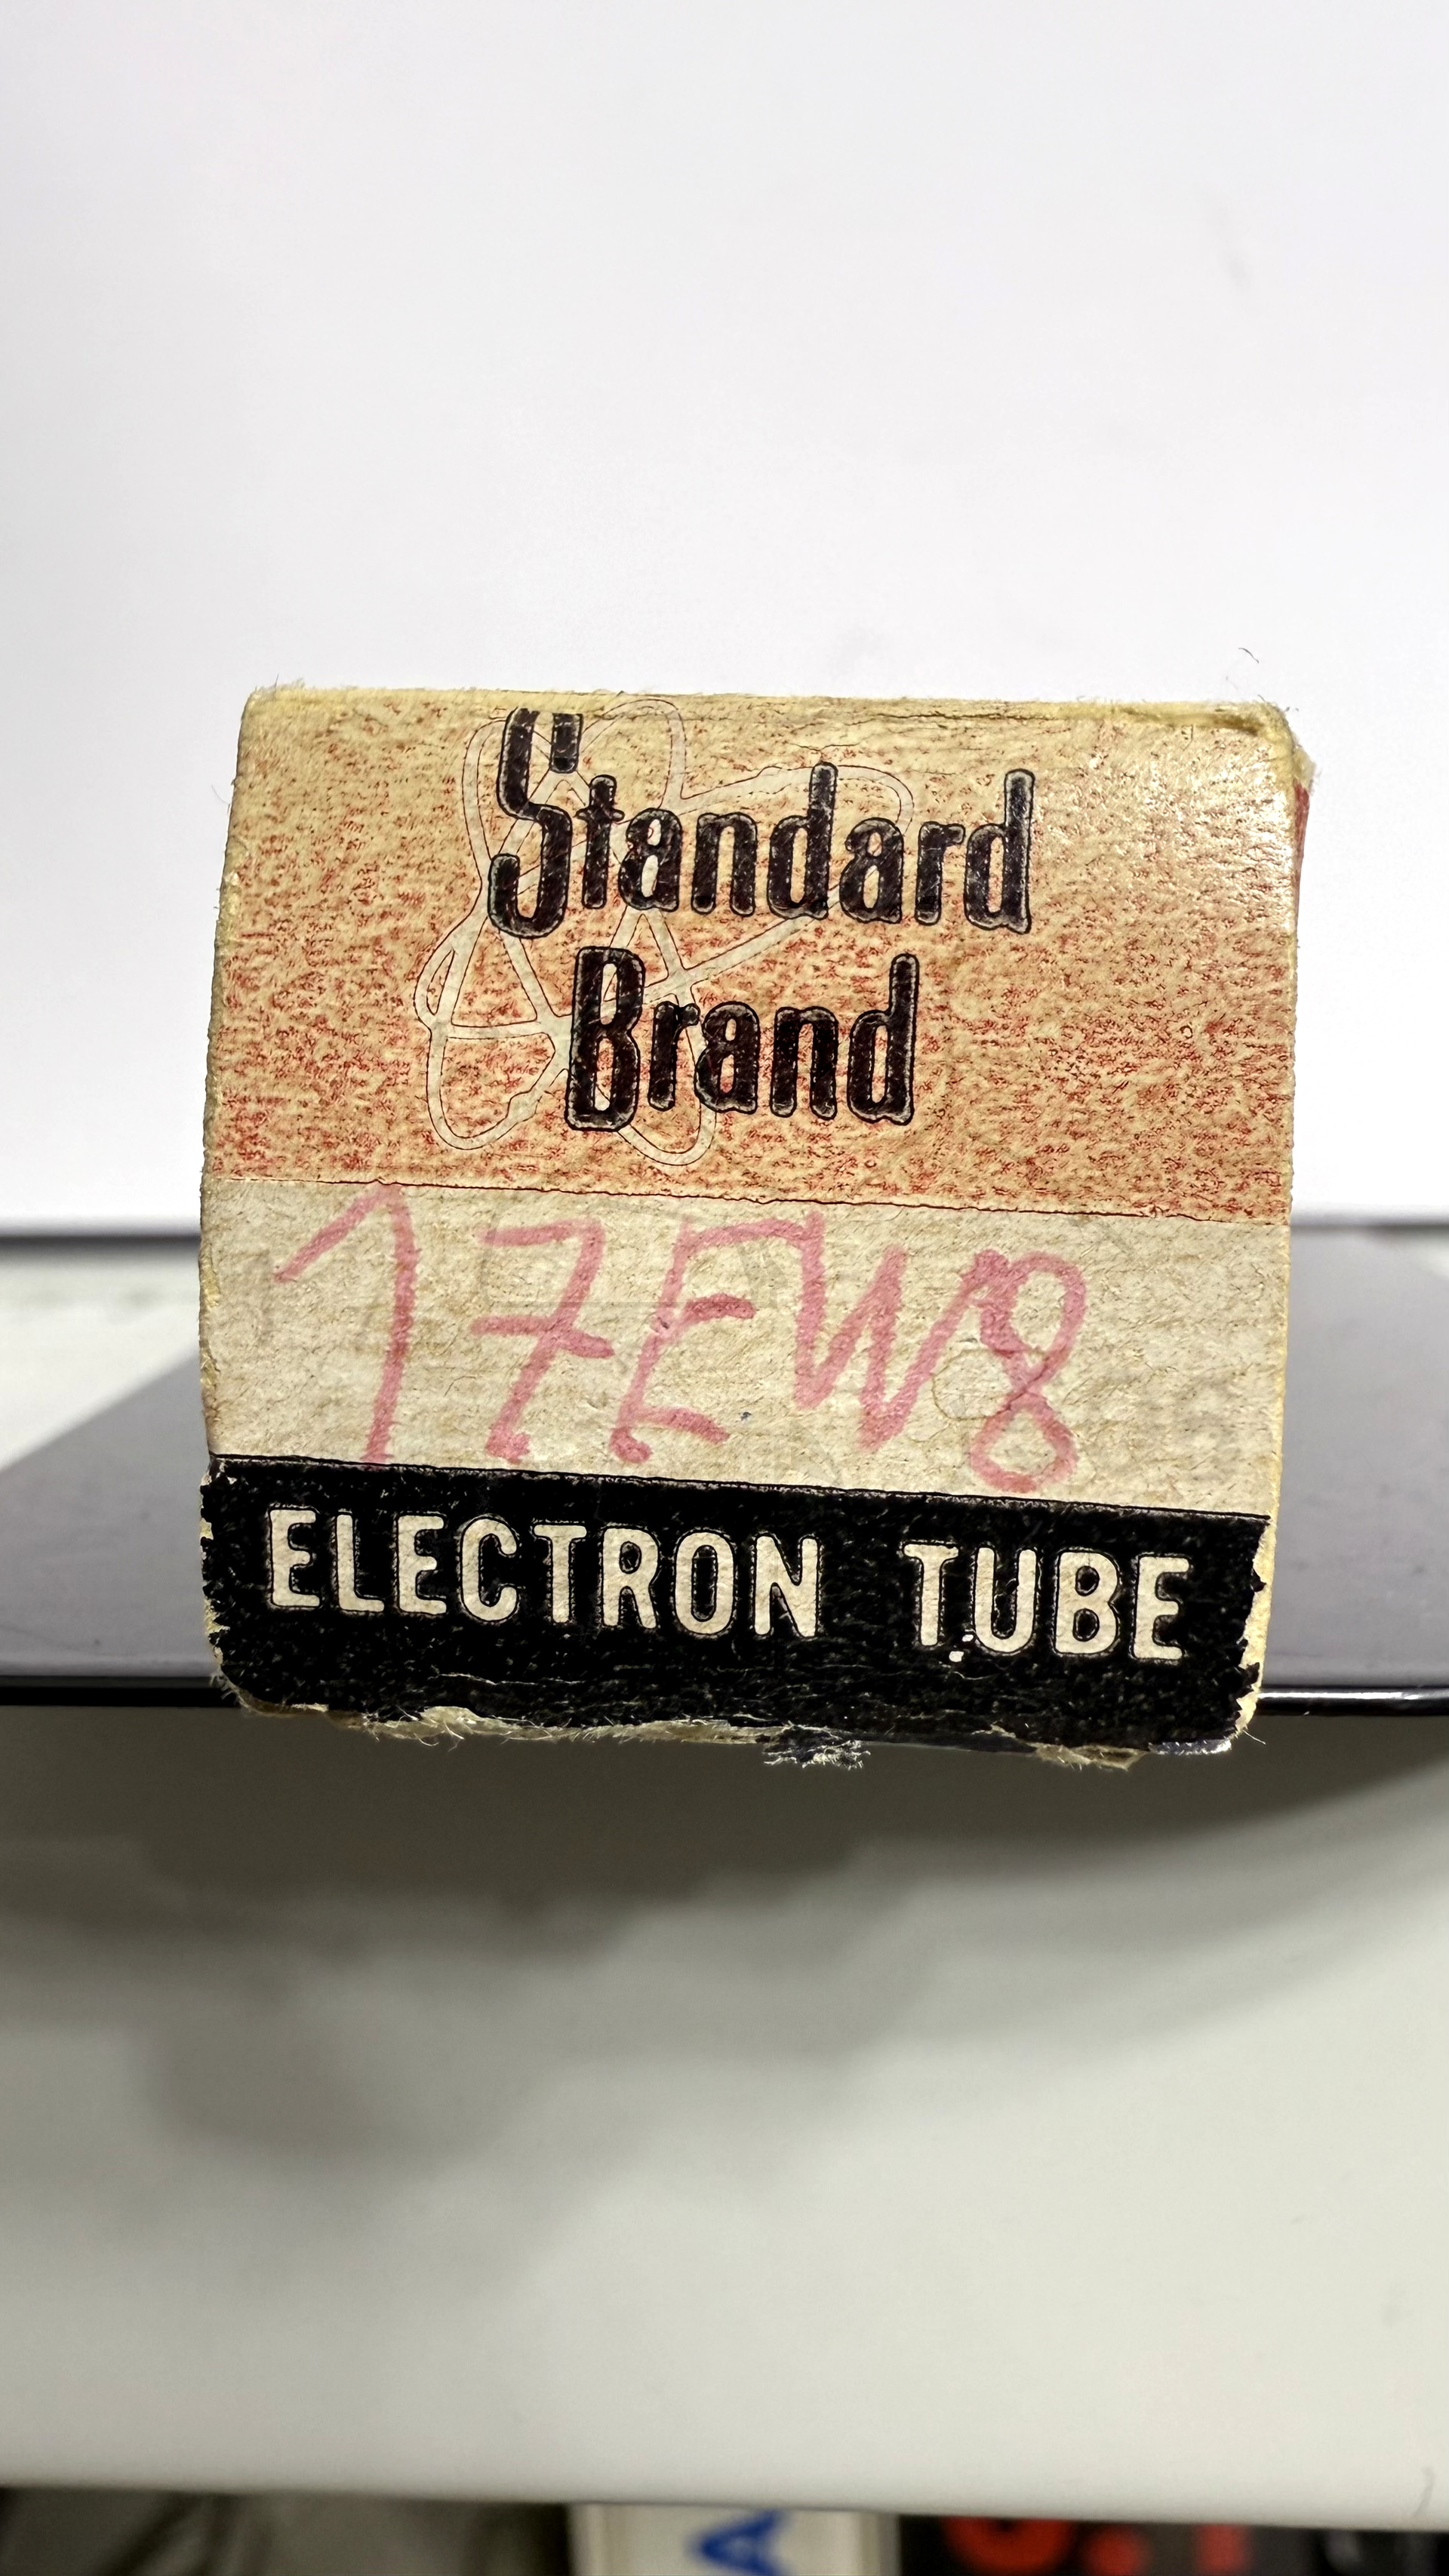 Standard
Brand
17EW8
ELECTRON TUBE
A